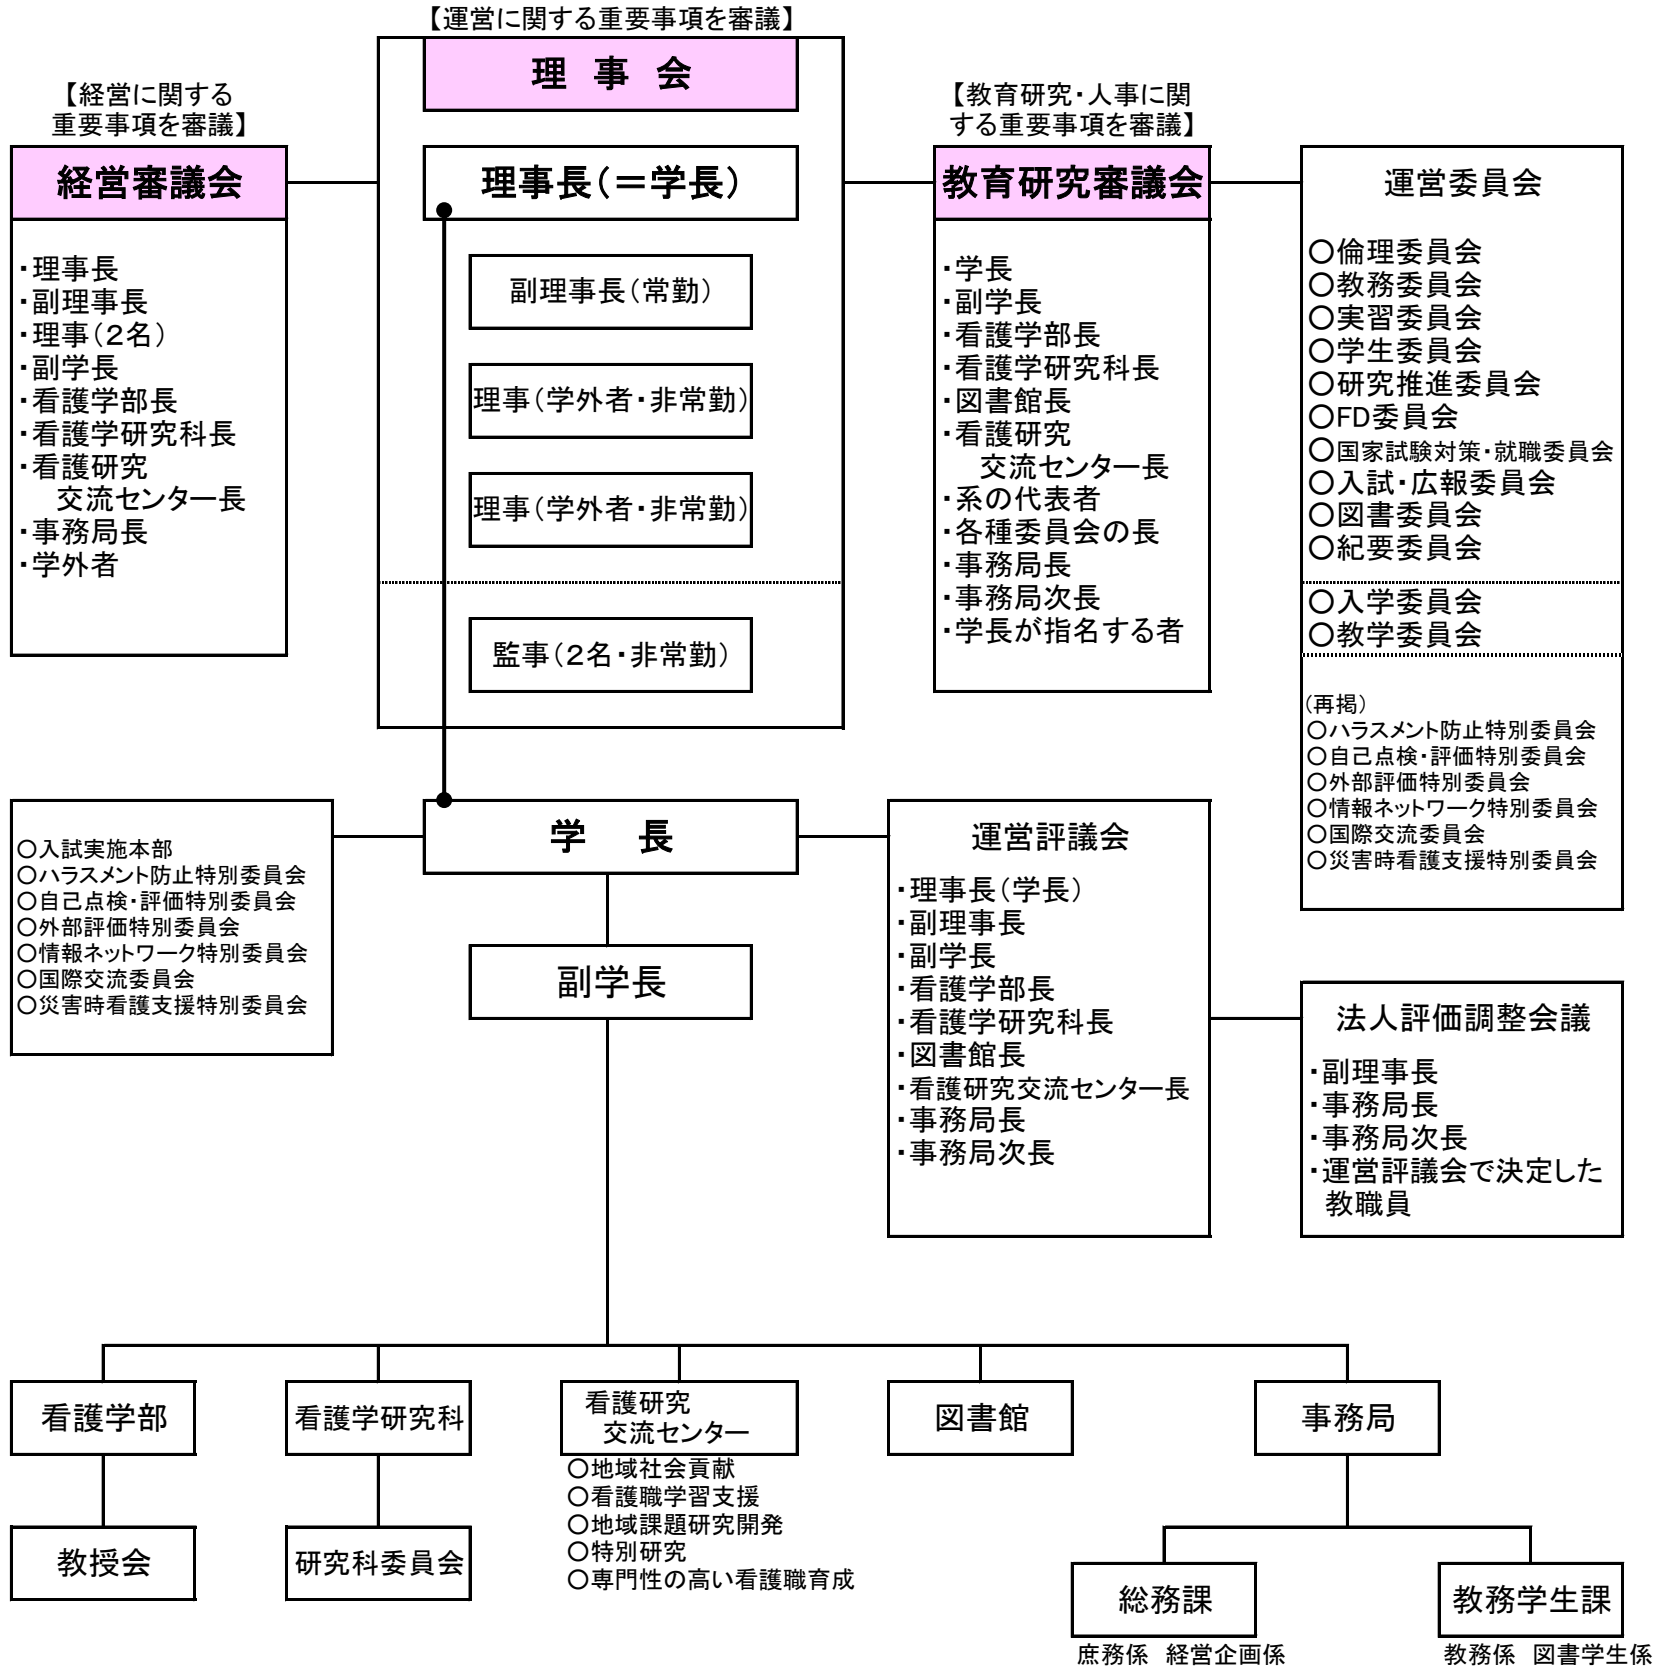 【運営に関する重要事項を審議】
理 事 会
【経営に関する
重要事項を審議】
経営審議会
・理事長
・副理事長
・理事（２名）
・副学長
・看護学部長
・看護学研究科長
・看護研究
交流センター長
・事務局長
・学外者
理事長（＝学長）
副理事長（常勤）
理事（学外者・非常勤）
理事（学外者・非常勤）
監事（２名・非常勤）
【教育研究・人事に関
する重要事項を審議】
教育研究審議会
・学長
・副学長
・看護学部長
・看護学研究科長
・図書館長
・看護研究
交流センター長
・系の代表者
・各種委員会の長
・事務局長
・事務局次長
・学長が指名する者
運営委員会
○倫理委員会
○教務委員会
○実習委員会
○学生委員会
○研究推進委員会
○FD委員会
○国家試験対策・就職委員会
○入試・広報委員会
○図書委員会
○紀要委員会
○入学委員会
○教学委員会
（再掲）
○ハラスメント防止特別委員会
○自己点検・評価特別委員会
○外部評価特別委員会
○情報ネットワーク特別委員会
○国際交流委員会
○災害時看護支援特別委員会
○入試実施本部
○ハラスメント防止特別委員会
○自己点検・評価特別委員会
○外部評価特別委員会
○情報ネットワーク特別委員会
○国際交流委員会
○災害時看護支援特別委員会
学 長
副学長
運営評議会
・理事長（学長）
・副理事長
・副学長
・看護学部長
・看護学研究科長
・図書館長
・看護研究交流センター長
・事務局長
・事務局次長
法人評価調整会議
・副理事長
・事務局長
・事務局次長
・運営評議会で決定した
教職員
看護学部
教授会
看護学研究科
研究科委員会
看護研究
交流センター
○地域社会貢献
○看護職学習支援
○地域課題研究開発
○特別研究
○専門性の高い看護職育成
図書館
事務局
総務課
庶務係 経営企画係
教務学生課
教務係 図書学生係